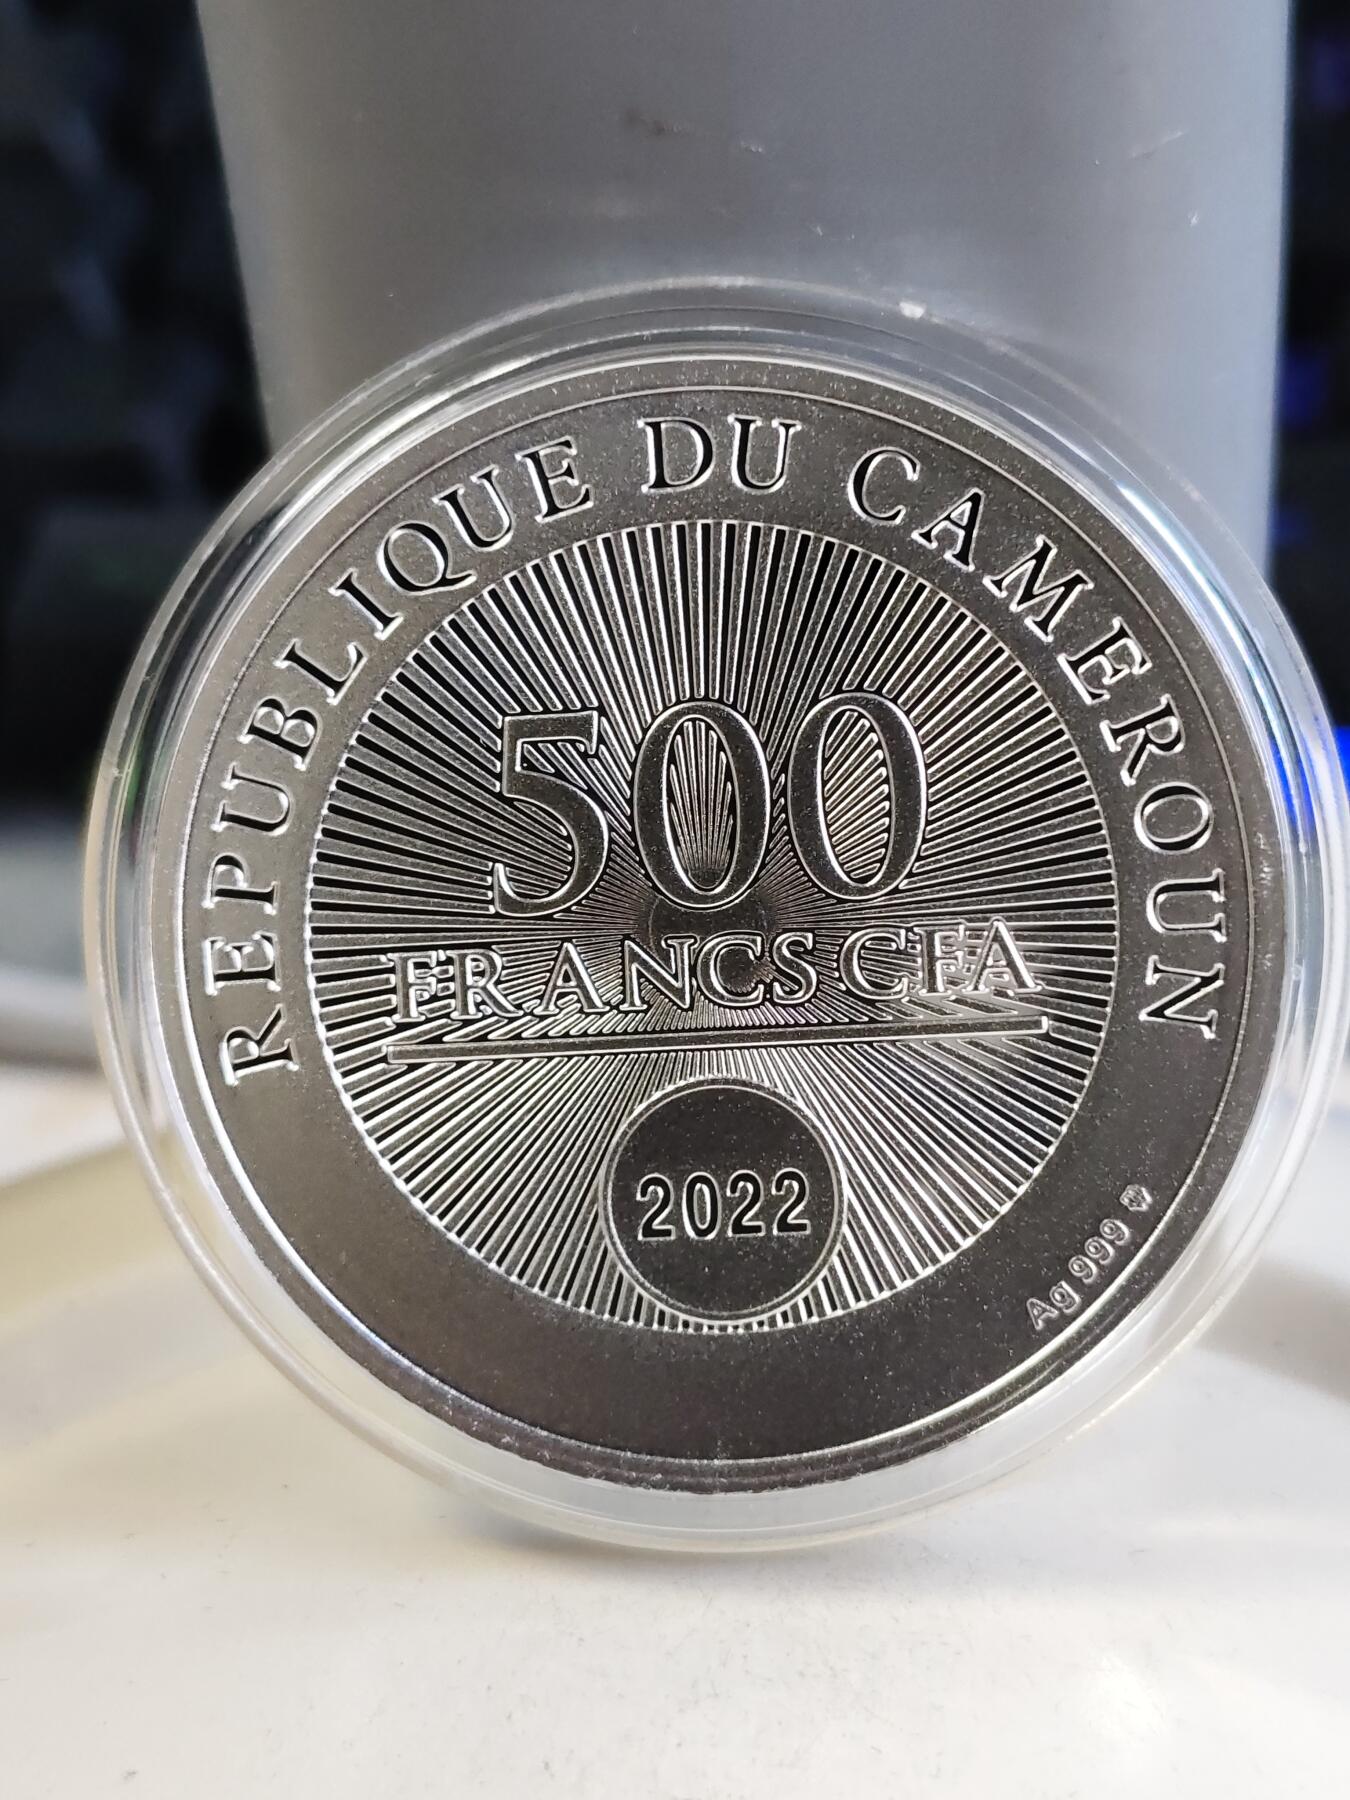 REPUBLIQUE DU CAMEROUN
500
FRANCS CFA
2022
Ag 999